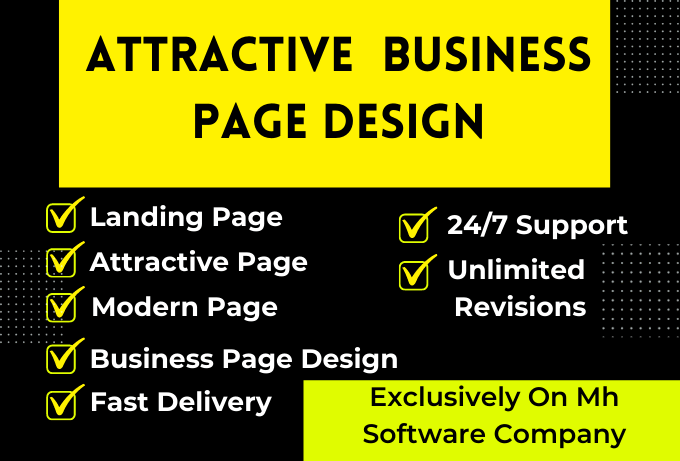 ATTRACTIVE BUSINESS
PAGE DESIGN
Landing Page
Attractive Page
Modern Page
Business Page Design
Fast Delivery
24/7 Support
Unlimited
Revisions
Exclusively On Mh
Software Company